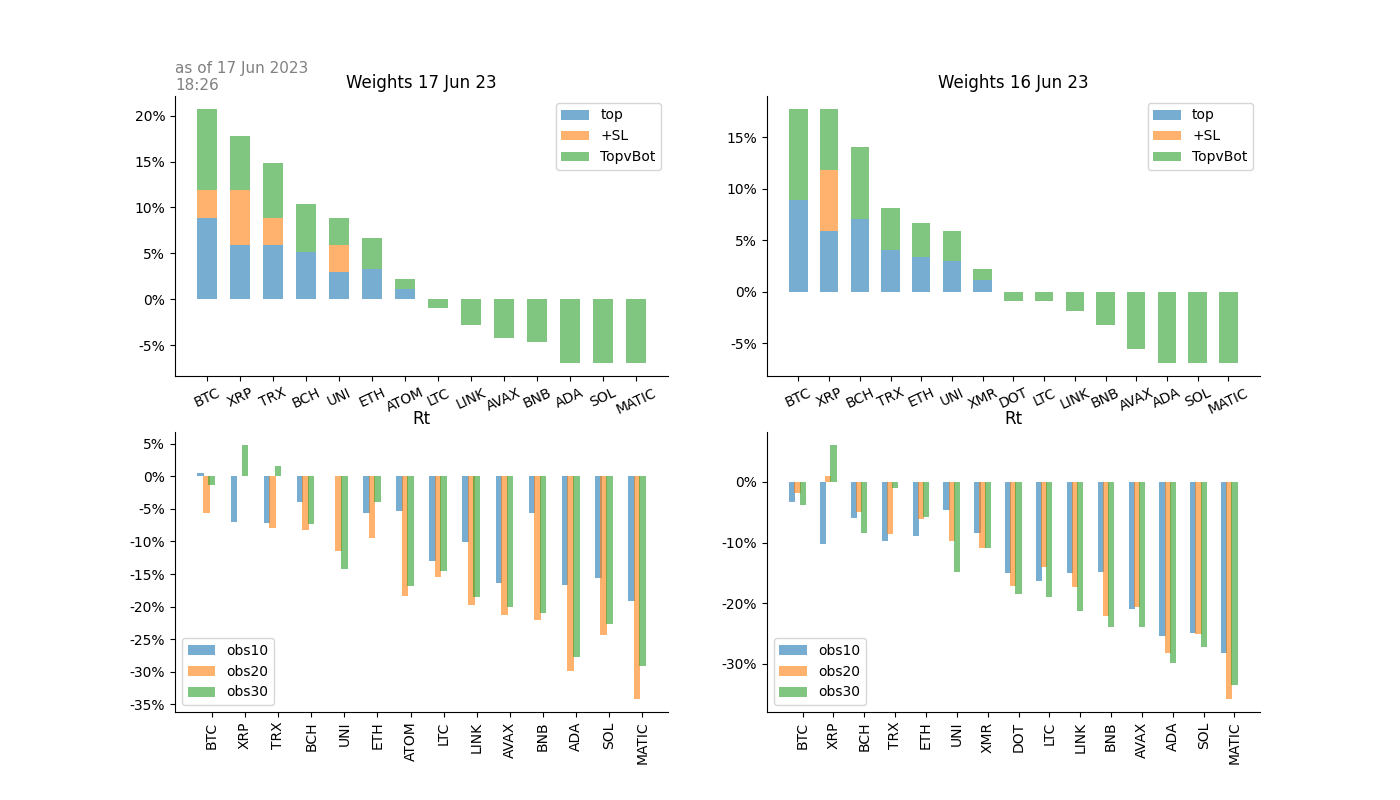 as of 17 Jun 2023
18:26
Weights 17 Jun 23
20%
15%
10%
5%
0%
-5%
top
+SL
TopvBot
BTC XRP TRX BCH UNI ETH ATOM LTC LINK AVAX BNB ADA SOL MATIC
Weights 16 Jun 23
15%
10%
5%
0%
-5%
top
+SL
TopvBot
BTC XRP BCH TRX ETH UNI XMR DOT LTC LINK BNB AVAX ADA SOL MATIC
Rt
5%
0%
-5%
-10%
-15%
-20%
-25%
-30%
-35%
obs10
obs20
obs30
BTC XRP TRX BCH UNI ETH ATOM LTC LINK AVAX BNB ADA SOL MATIC
Rt
0%
-10%
-20%
-30%
obs10
obs20
obs30
BTC XRP BCH TRX ETH UNI XMR DOT LTC LINK BNB AVAX ADA SOL MATIC